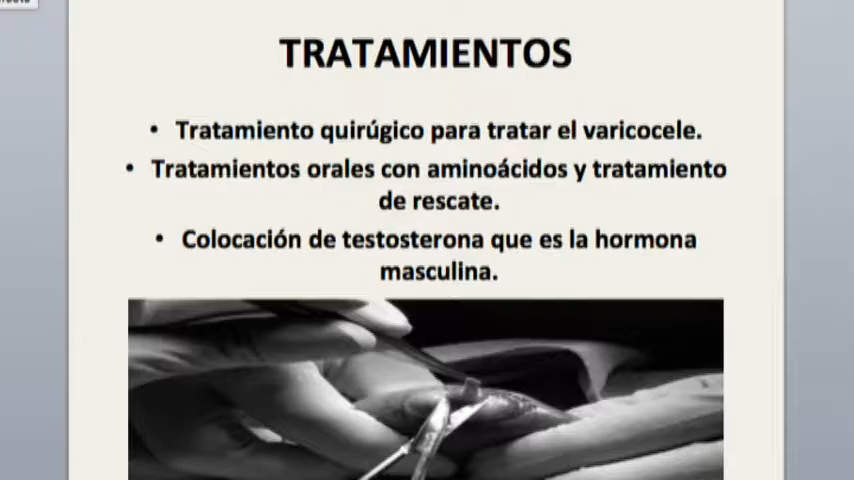 TRATAMIENTOS
• Tratamiento quirúgico para tratar el varicocele.
• Tratamientos orales con aminoácidos y tratamiento
de rescate.
• Colocación de testosterona que es la hormona
masculina.